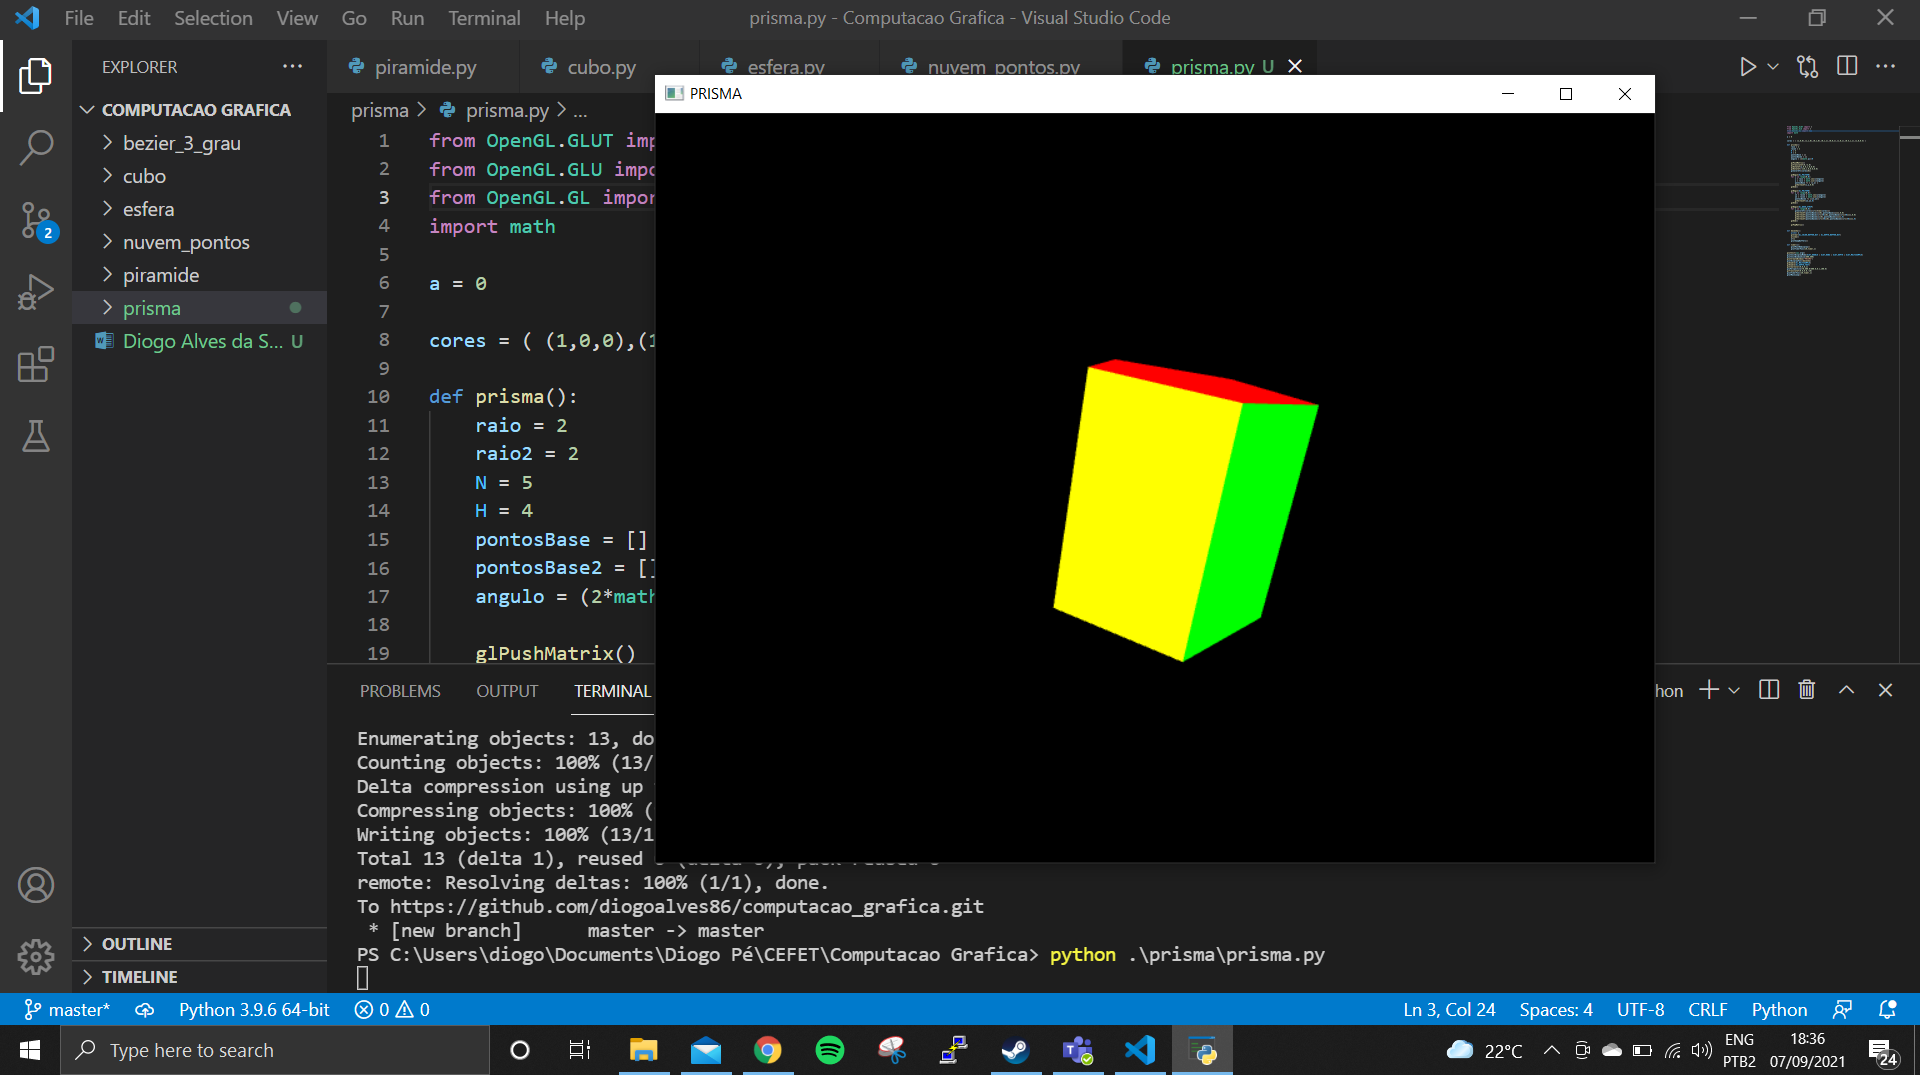 File Edit Selection View Go Run Terminal Help
prisma.py - Computacao Grafica - Visual Studio Code
EXPLORER
piramide.py
cubo.py
esfera.py
nuvem_pontos.py
prisma.py U
COMPUTACAO GRAFICA
bezier_3_grau
cubo
esfera
nuvem_pontos
piramide
prisma
Diogo Alves da S... U
2
OUTLINE
TIMELINE
prisma > prisma.py > ...
PRISMA
1 from OpenGL.GLUT imp
2 from OpenGL.GLU impo
3 from OpenGL.GL impor
4 import math
5
6 a = 0
7
8 cores = ( (1,0,0),(1
9
10 def prisma():
11 raio = 2
12 raio2 = 2
13 N = 5
14 H = 4
15 pontosBase = []
16 pontosBase2 = []
17 angulo = (2*math
18
19 glPushMatrix()
PROBLEMS OUTPUT TERMINAL
hon
Enumerating objects: 13, do
Counting objects: 100% (13/
Delta compression using up
Compressing objects: 100% (
Writing objects: 100% (13/1
Total 13 (delta 1), reused
remote: Resolving deltas: 100% (1/1), done.
To https://github.com/diogoalves86/computacao_grafica.git
* [new branch] master -> master
PS C:\Users\diogo\Documents\Diogo Pé\CEFET\Computacao Grafica> python .\prisma\prisma.py
master* Python 3.9.6 64-bit 0 0
Ln 3, Col 24 Spaces: 4 UTF-8 CRLF Python
Type here to search
22°C
ENG
PTB2
18:36
07/09/2021
24